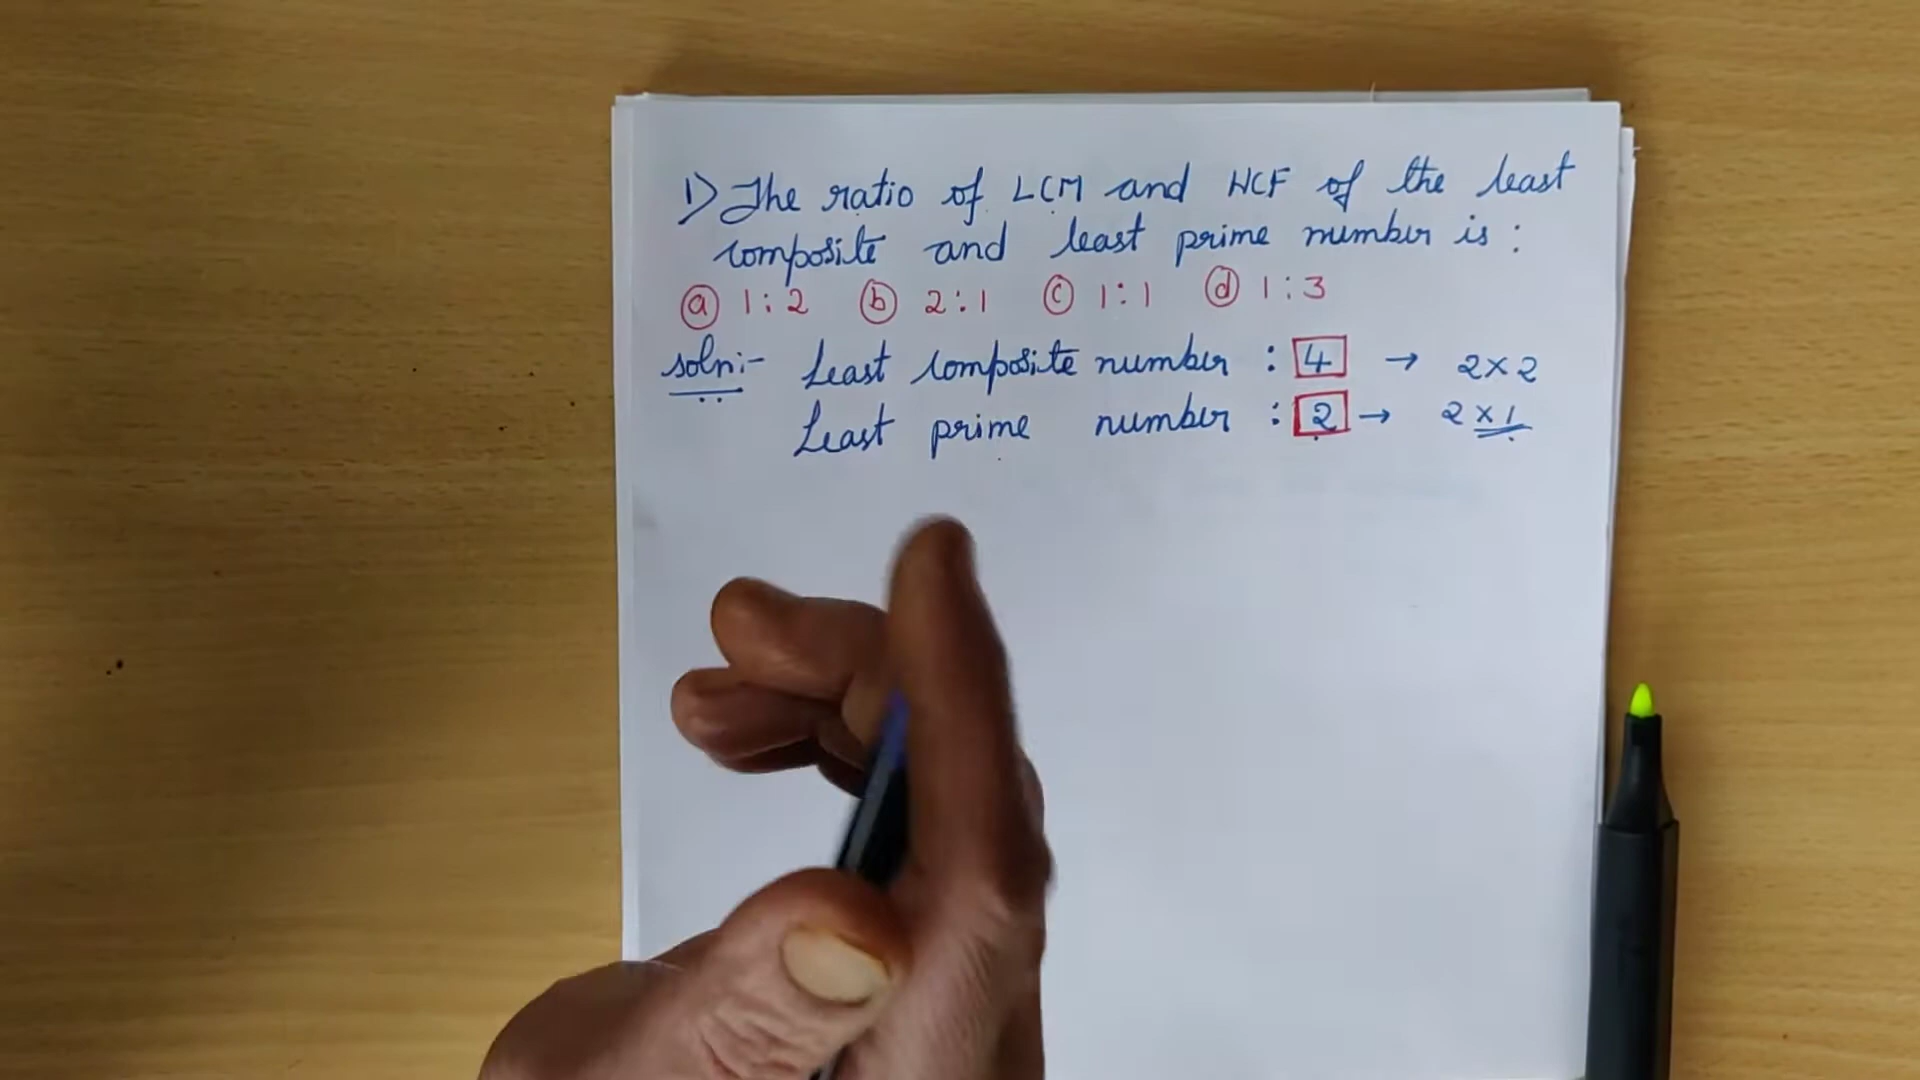 1) The ratio of LCM and HCF of the least
composite and least prime number is :
(a) 1 : 2 (b) 2 : 1 (c) 1 : 1 (d) 1 : 3
soln:- Least composite number : 4 → 2×2
Least prime number : 2 → 2×1